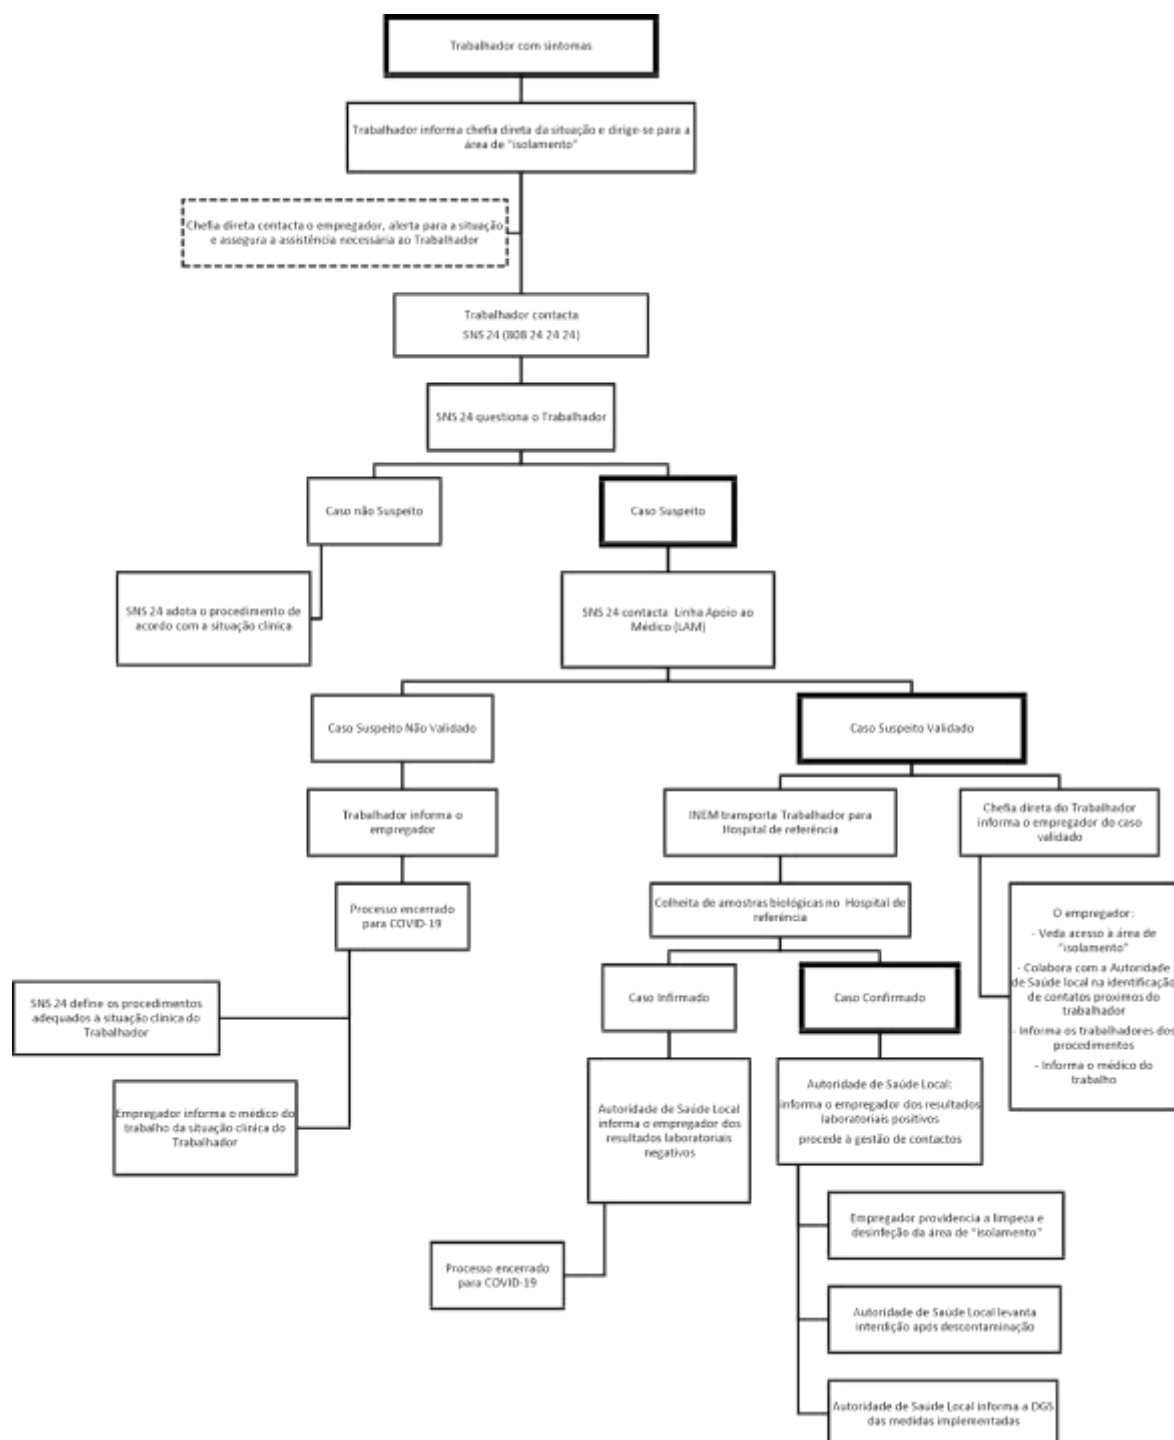 Trabalhador com sintomas
Trabalhador informa chefia direta da situação e dirige-se para a
área de "isolamento"
Chefia direta contacta o empregador, alerta para a situação
e assegura a assistência necessária ao Trabalhador
Trabalhador contacta
SNS 24 (808 24 24 24)
SNS 24 questiona o Trabalhador
Caso não Suspeito
Caso Suspeito
SNS 24 adota o procedimento de
acordo com a situação clínica
SNS 24 contacta Linha Apoio ao
Médico (LAM)
Caso Suspeito Não Validado
Caso Suspeito Validado
Trabalhador informa o
empregador
INEM transporta Trabalhador para
Hospital de referência
Chefia direta do Trabalhador
informa o empregador do caso
validado
Processo encerrado
para COVID-19
Colheita de amostras biológicas no Hospital de
referência
O empregador:
- Veda acesso à área de
"isolamento"
- Colabora com a Autoridade
de Saúde local na identificação
de contatos proximos do
trabalhador
- Informa os trabalhadores dos
procedimentos
- Informa o médico do
trabalho
SNS 24 define os procedimentos
adequados à situação clínica do
Trabalhador
Caso Infirmado
Caso Confirmado
Empregador informa o médico do
trabalho da situação clínica do
Trabalhador
Autoridade de Saúde Local
informa o empregador dos
resultados laboratoriais
negativos
Autoridade de Saúde Local:
informa o empregador dos resultados
laboratoriais positivos
procede à gestão de contactos
Processo encerrado
para COVID-19
Empregador providencia a limpeza e
desinfeção da área de "isolamento"
Autoridade de Saúde Local levanta
interdição após descontaminação
Autoridade de Saúde Local informa a DGS
das medidas implementadas